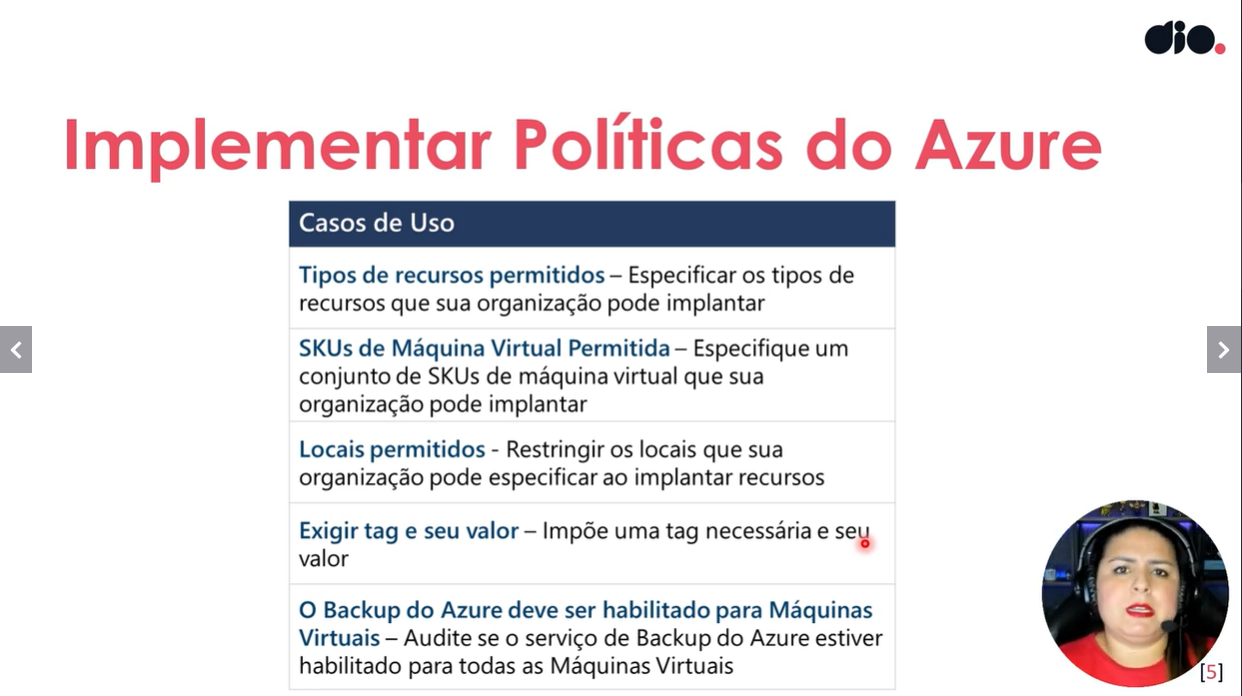 dio.
Implementar Políticas do Azure
Casos de Uso
Tipos de recursos permitidos – Especificar os tipos de
recursos que sua organização pode implantar
SKUs de Máquina Virtual Permitida – Especifique um
conjunto de SKUs de máquina virtual que sua
organização pode implantar
Locais permitidos - Restringir os locais que sua
organização pode especificar ao implantar recursos
Exigir tag e seu valor – Impõe uma tag necessária e seu
valor
O Backup do Azure deve ser habilitado para Máquinas
Virtuais – Audite se o serviço de Backup do Azure estiver
habilitado para todas as Máquinas Virtuais
[5]